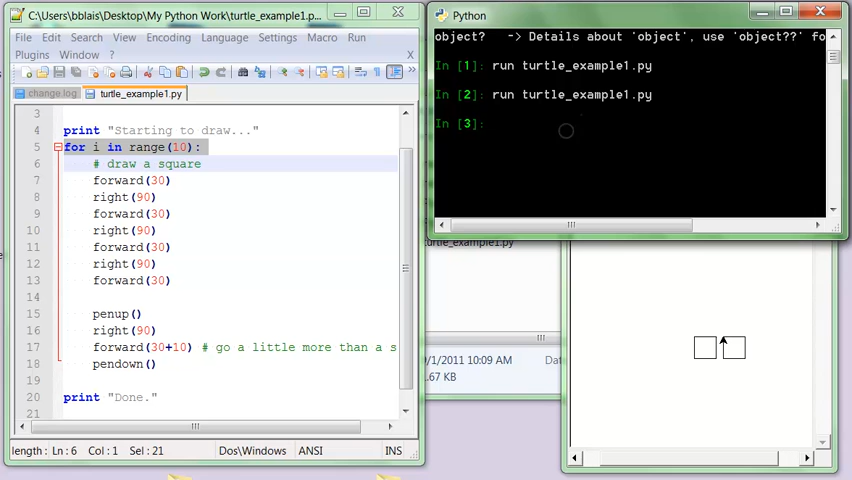 C:\Users\bblais\Desktop\My Python Work\turtle_example1.p...
File Edit Search View Encoding Language Settings Macro Run
Plugins Window ?
X
change.log turtle_example1.py
3
4 print "Starting to draw..."
5 for i in range(10):
6 # draw a square
7 forward(30)
8 right(90)
9 forward(30)
10 right(90)
11 forward(30)
12 right(90)
13 forward(30)
14
15 penup()
16 right(90)
17 forward(30+10) # go a little more than a s
18 pendown()
19
20 print "Done."
21
length : Ln : 6 Col : 1 Sel : 21 Dos\Windows ANSI INS
Python
object? -> Details about 'object', use 'object??' fo
In [1]: run turtle_example1.py
In [2]: run turtle_example1.py
In [3]:
turtle_example1.py
9/1/2011 10:09 AM Dat
.67 KB